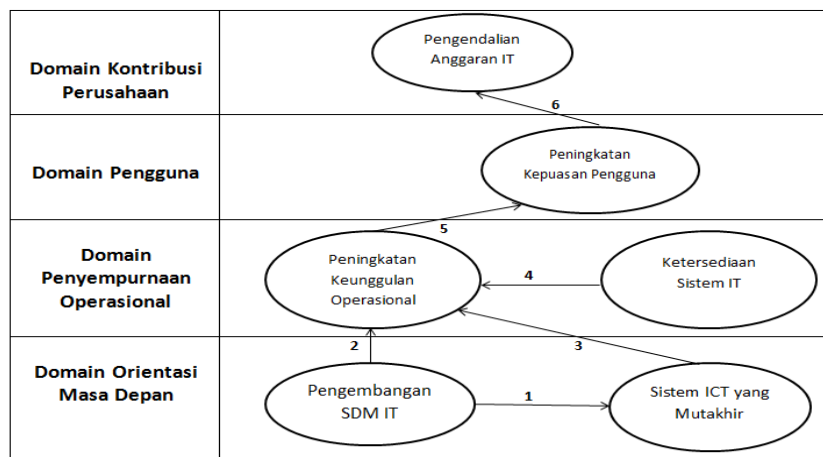 Domain Kontribusi
Perusahaan
Pengendalian
Anggaran IT
6
Domain Pengguna
Peningkatan
Kepuasan Pengguna
5
Domain
Penyempurnaan
Operasional
Peningkatan
Keunggulan
Operasional
4
Ketersediaan
Sistem IT
2
3
Domain Orientasi
Masa Depan
Pengembangan
SDM IT
1
Sistem ICT yang
Mutakhir